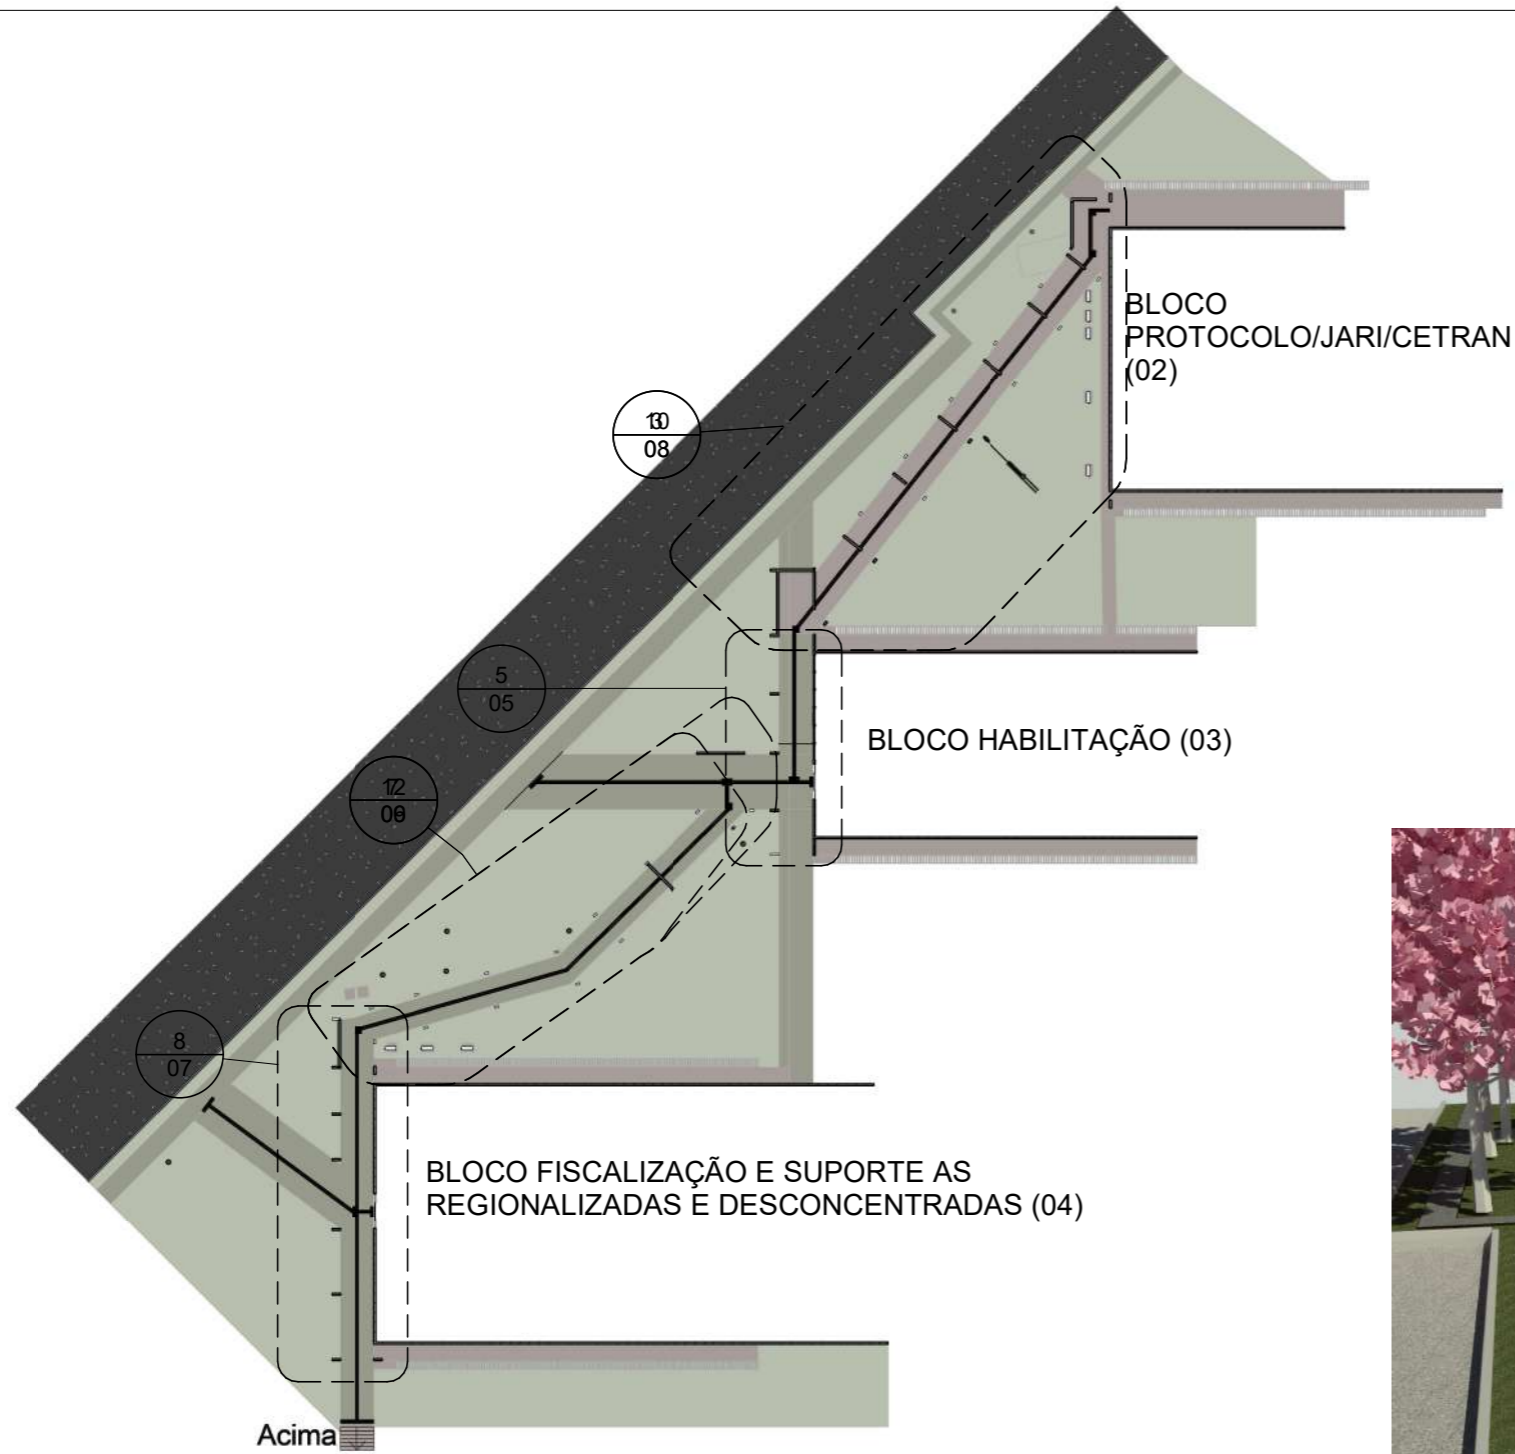 BLOCO
PROTOCOLO/JARI/CETRAN
(02)
08
5
05
BLOCO HABILITAÇÃO (03)
8
07
BLOCO FISCALIZAÇÃO E SUPORTE AS
REGIONALIZADAS E DESCONCENTRADAS (04)
Acima